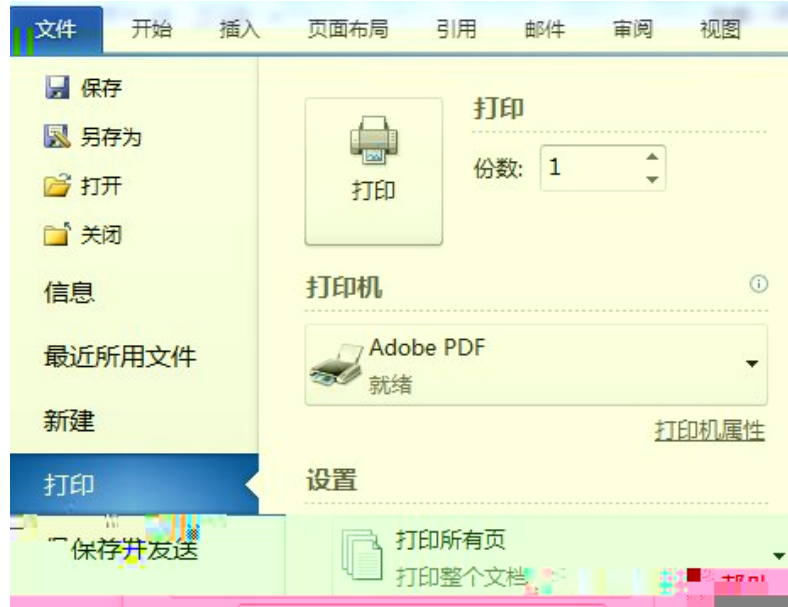 文件 开始 插入 页面布局 引用 邮件 审阅 视图
保存
另存为
打开
关闭
信息
最近所用文件
新建
打印
保存并发送
打印
打印
份数: 1
打印机
Adobe PDF
就绪
打印机属性
设置
打印所有页
打印整个文档